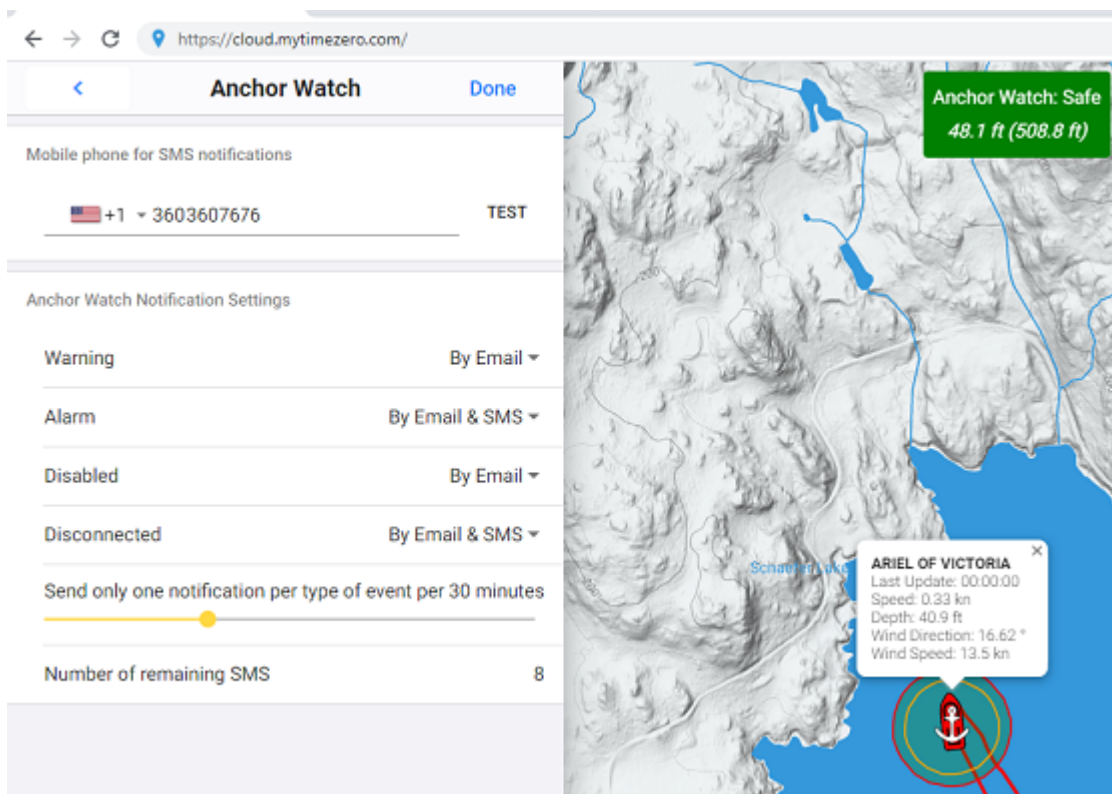 https://cloud.mytimezero.com/
Anchor Watch
Done
Mobile phone for SMS notifications
+1 3603607676
TEST
Anchor Watch Notification Settings
Warning By Email
Alarm By Email & SMS
Disabled By Email
Disconnected By Email & SMS
Send only one notification per type of event per 30 minutes
Number of remaining SMS 8
Anchor Watch: Safe
48.1 ft (508.8 ft)
Lake
ARIEL OF VICTORIA
Last Update: 00:00:00
Speed: 0.33 kn
Depth: 40.9 ft
Wind Direction: 16.62 °
Wind Speed: 13.5 kn